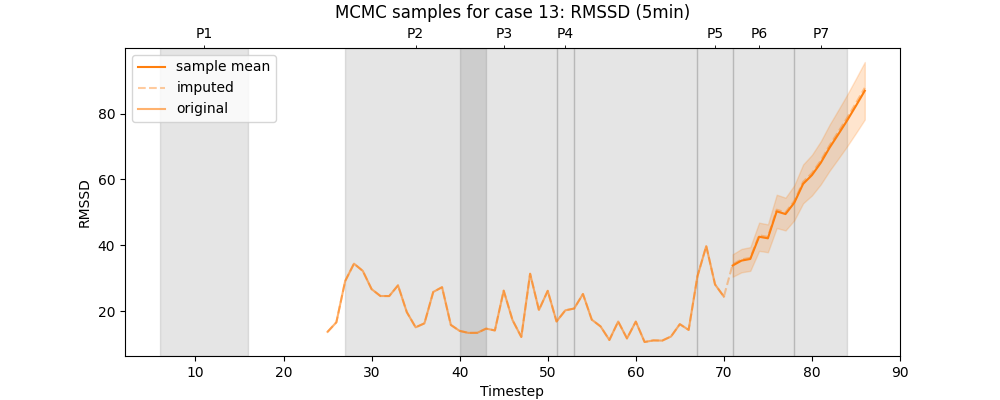 MCMC samples for case 13: RMSSD (5min)
P1 P2 P3 P4 P5 P6 P7
sample mean
imputed
original
80
60
40
20
RMSSD
10 20 30 40 50 60 70 80 90
Timestep